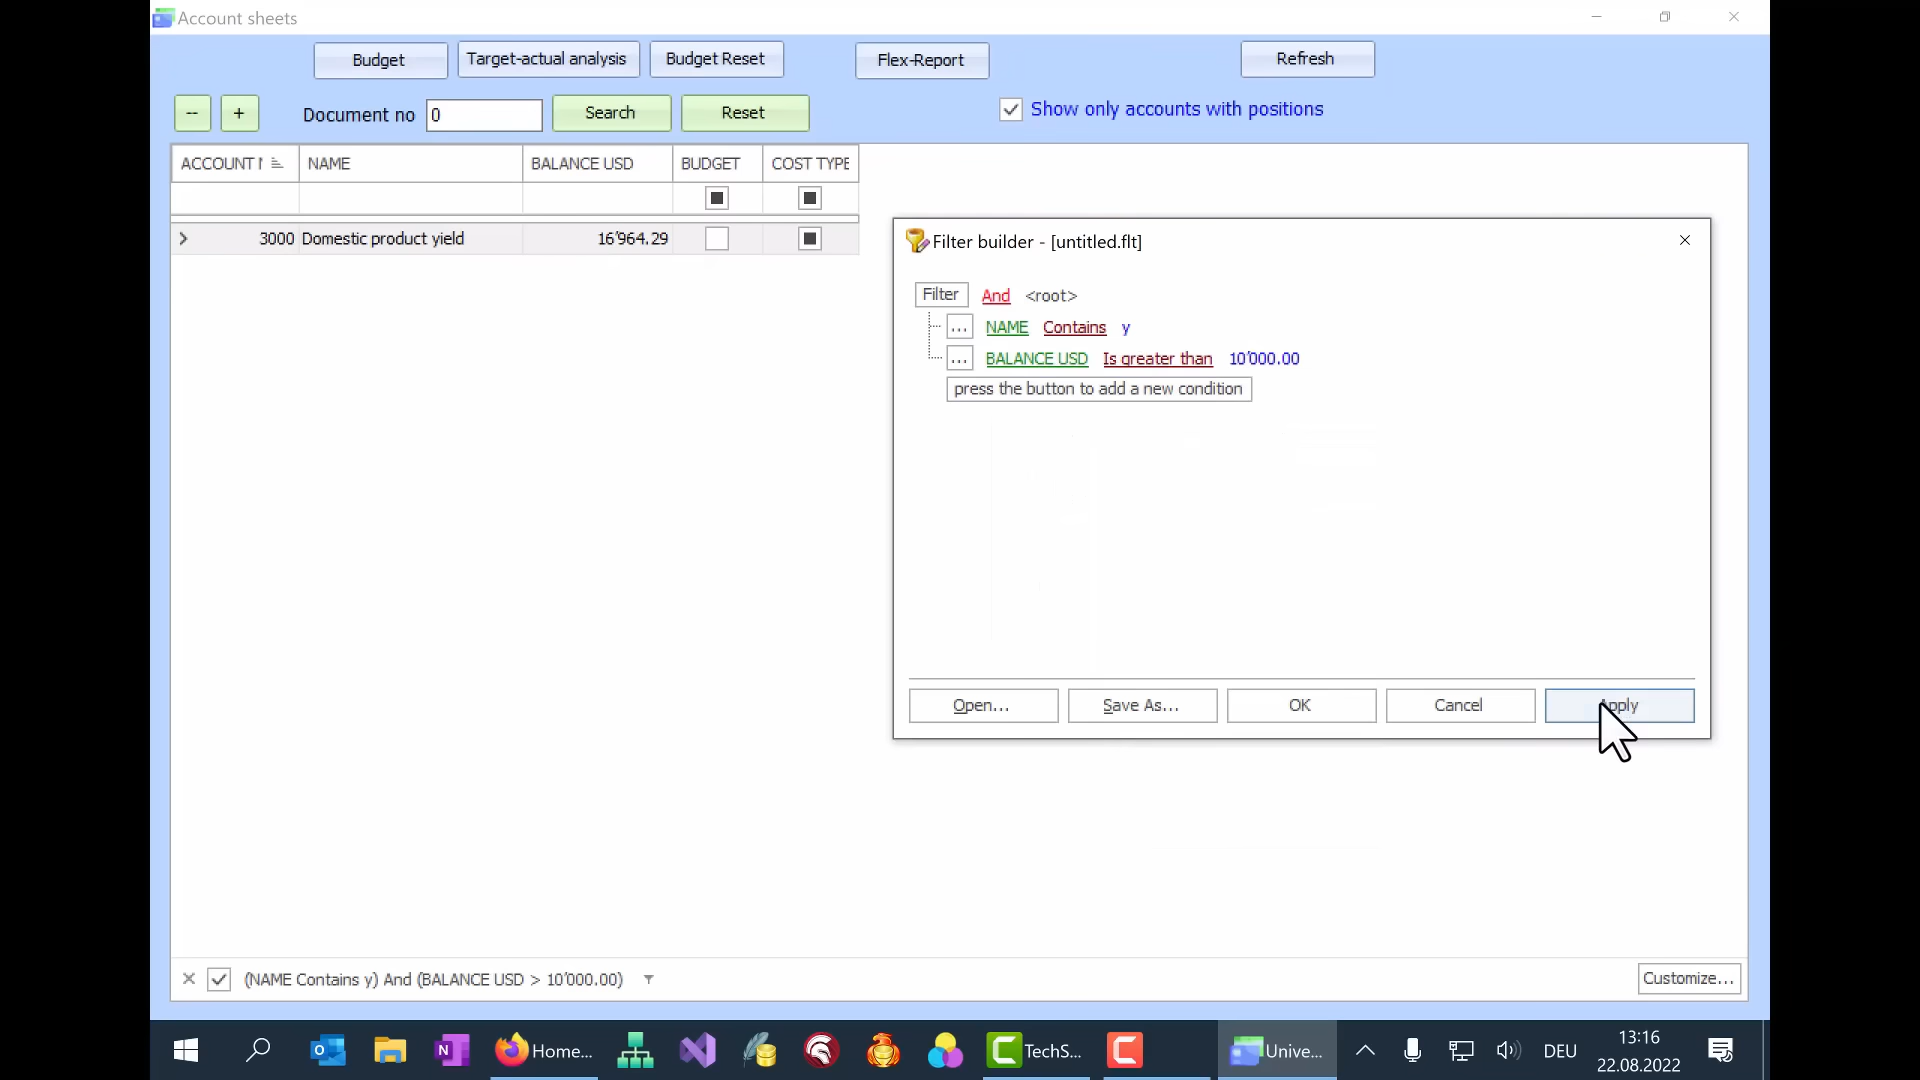 Account sheets
Budget Target-actual analysis Budget Reset Flex-Report Refresh
-- + Document no 0 Search Reset Show only accounts with positions
ACCOUNT NAME BALANCE USD BUDGET COST TYPE
3000 Domestic product yield 16'964.29
Filter builder - [untitled.flt]
Filter And <root>
... NAME Contains y
... BALANCE USD Is greater than 10'000.00
press the button to add a new condition
Open... Save As... OK Cancel Apply
(NAME Contains y) And (BALANCE USD > 10'000.00) Customize...
Home... TechS... Unive... DEU 13:16
22.08.2022